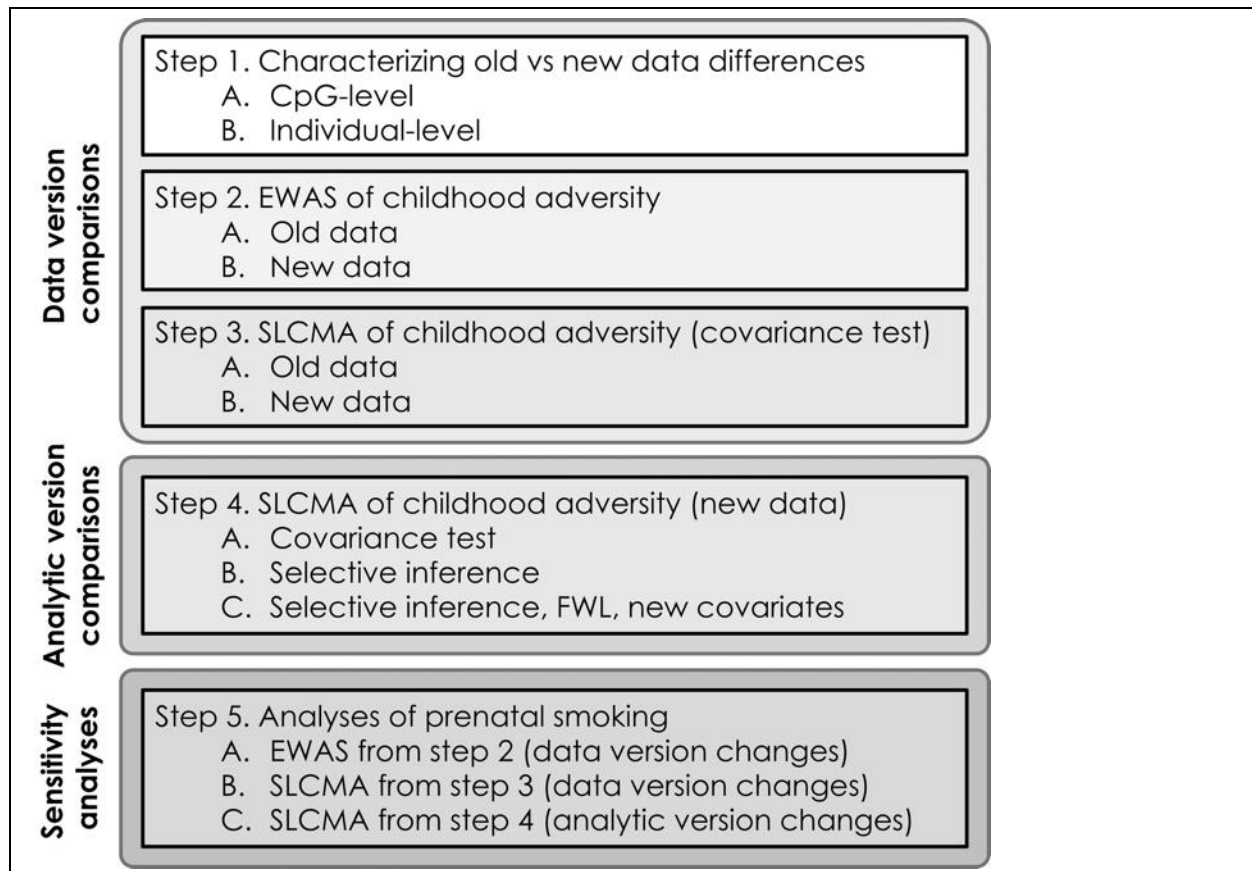 Data version
comparisons
Step 1. Characterizing old vs new data differences
A. CpG-level
B. Individual-level
Step 2. EWAS of childhood adversity
A. Old data
B. New data
Step 3. SLCMA of childhood adversity (covariance test)
A. Old data
B. New data
Analytic version
comparisons
Step 4. SLCMA of childhood adversity (new data)
A. Covariance test
B. Selective inference
C. Selective inference, FWL, new covariates
Sensitivity
analyses
Step 5. Analyses of prenatal smoking
A. EWAS from step 2 (data version changes)
B. SLCMA from step 3 (data version changes)
C. SLCMA from step 4 (analytic version changes)